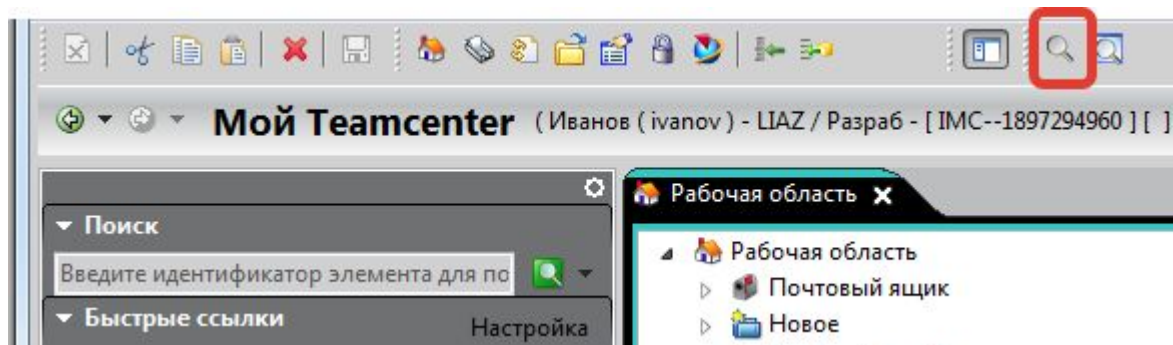 Мой Teamcenter ( Иванов ( ivanov ) - LIAZ / Разраб - [ IMC--1897294960 ] [ ]
Рабочая область
Поиск
Рабочая область
Введите идентификатор элемента для по
Почтовый ящик
Быстрые ссылки
Настройка
Новое